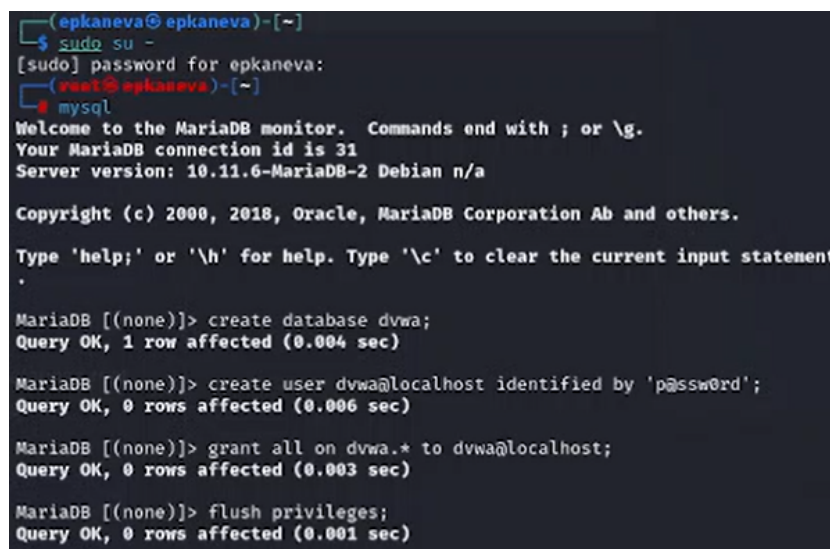 ┌──(epkaneva㉿epkaneva)-[~]
└─$ sudo su -
[sudo] password for epkaneva:
┌──(root㉿epkaneva)-[~]
└─# mysql
Welcome to the MariaDB monitor.  Commands end with ; or \g.
Your MariaDB connection id is 31
Server version: 10.11.6-MariaDB-2 Debian n/a
Copyright (c) 2000, 2018, Oracle, MariaDB Corporation Ab and others.
Type 'help;' or '\h' for help. Type '\c' to clear the current input statement
.
MariaDB [(none)]> create database dvwa;
Query OK, 1 row affected (0.004 sec)
MariaDB [(none)]> create user dvwa@localhost identified by 'p@ssw0rd';
Query OK, 0 rows affected (0.006 sec)
MariaDB [(none)]> grant all on dvwa.* to dvwa@localhost;
Query OK, 0 rows affected (0.003 sec)
MariaDB [(none)]> flush privileges;
Query OK, 0 rows affected (0.001 sec)